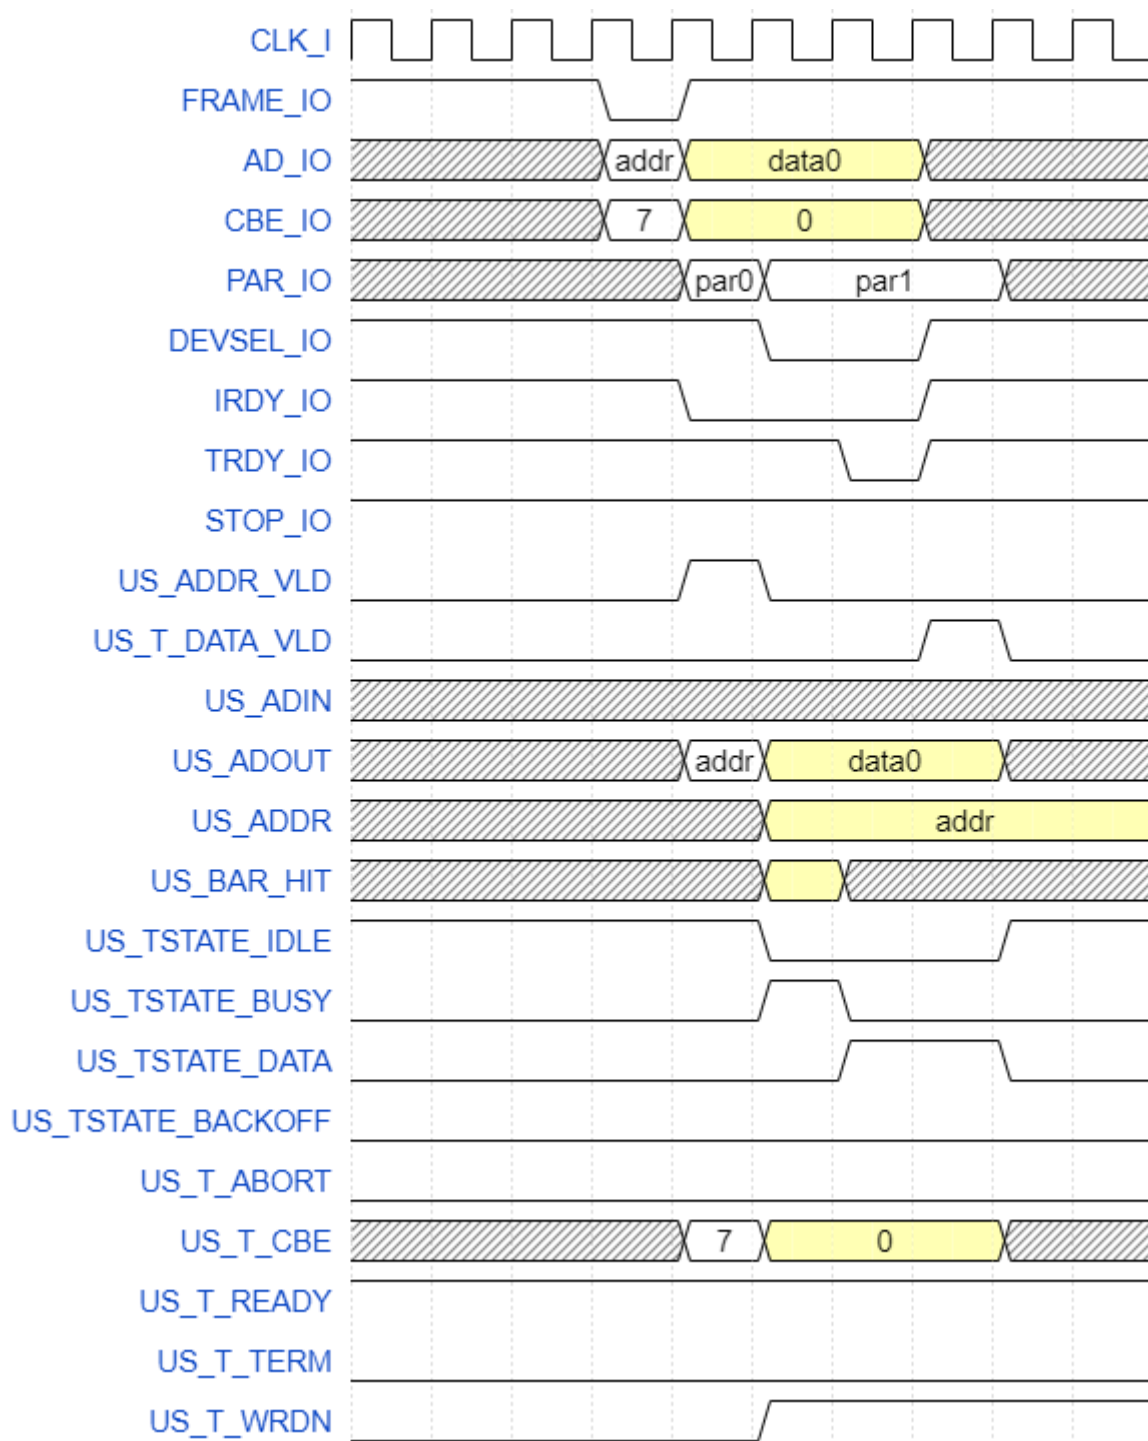 CLK_I
FRAME_IO
AD_IO addr data0
CBE_IO 7 0
PAR_IO par0 par1
DEVSEL_IO
IRDY_IO
TRDY_IO
STOP_IO
US_ADDR_VLD
US_T_DATA_VLD
US_ADIN
US_ADOUT addr data0
US_ADDR addr
US_BAR_HIT
US_TSTATE_IDLE
US_TSTATE_BUSY
US_TSTATE_DATA
US_TSTATE_BACKOFF
US_T_ABORT
US_T_CBE 7 0
US_T_READY
US_T_TERM
US_T_WRDN